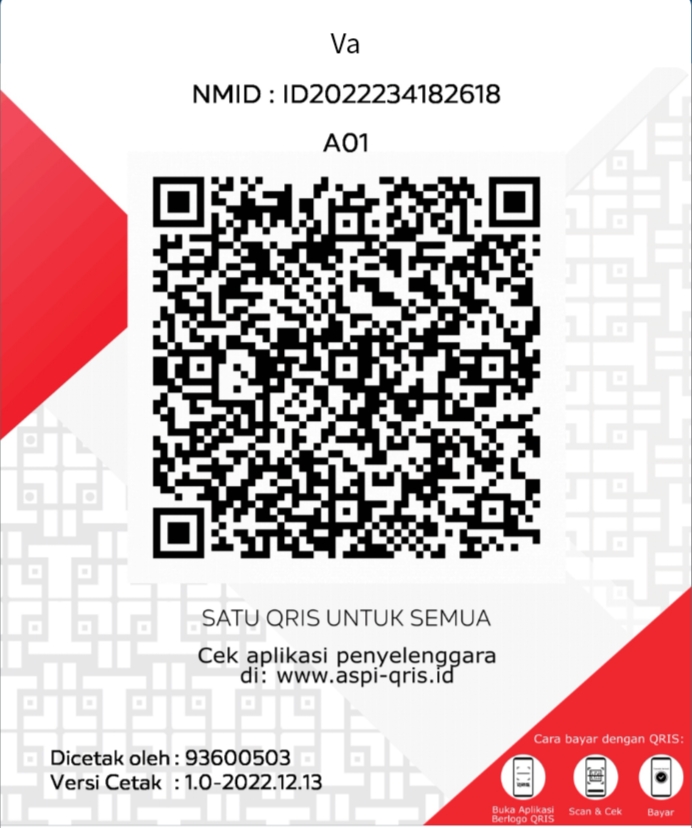 Va
NMID : ID2022234182618
A01
SATU QRIS UNTUK SEMUA
Cek aplikasi penyelenggara
di: www.aspi-qris.id
Dicetak oleh : 93600503
Versi Cetak : 1.0-2022.12.13
Cara bayar dengan QRIS:
Buka Aplikasi
Berlogo QRIS
Scan & Cek
Bayar